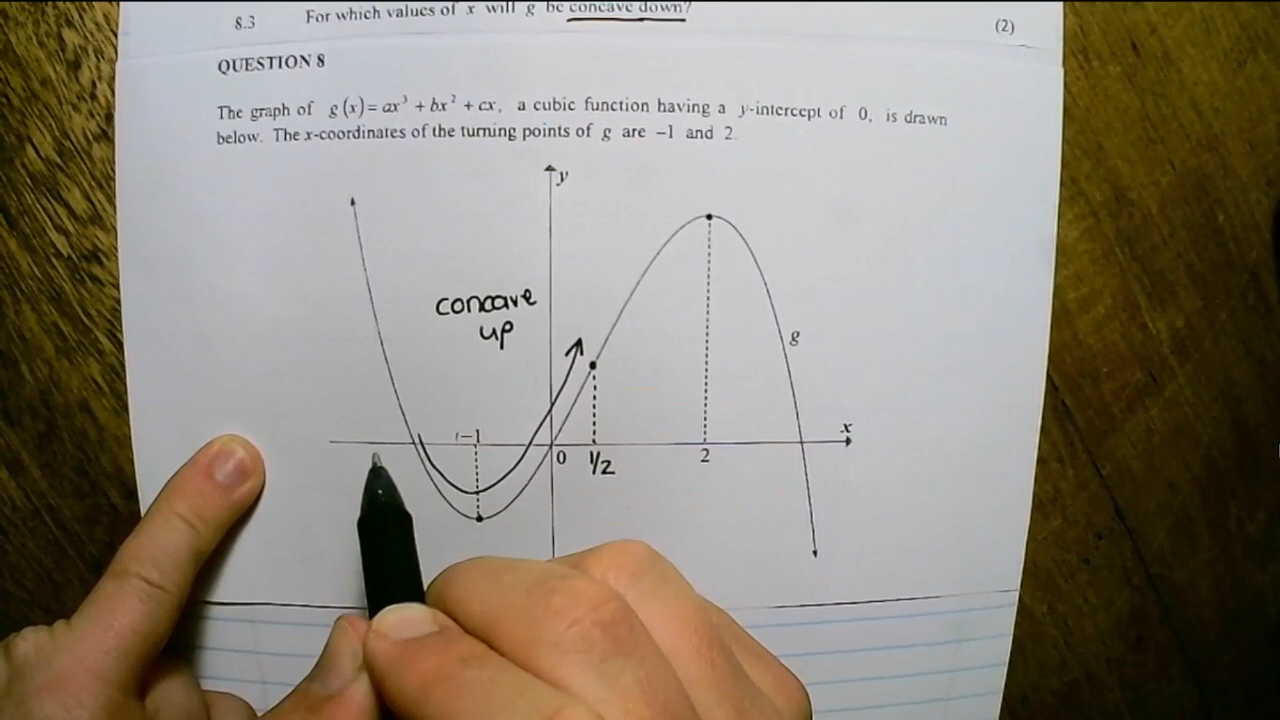 8.3 For which values of x will g be concave down?
(2)
QUESTION 8
The graph of g(x) = ax³ + bx² + cx, a cubic function having a y-intercept of 0, is drawn
below. The x-coordinates of the turning points of g are −1 and 2.
y
concave
up
g
−1
x
0
1/2
2